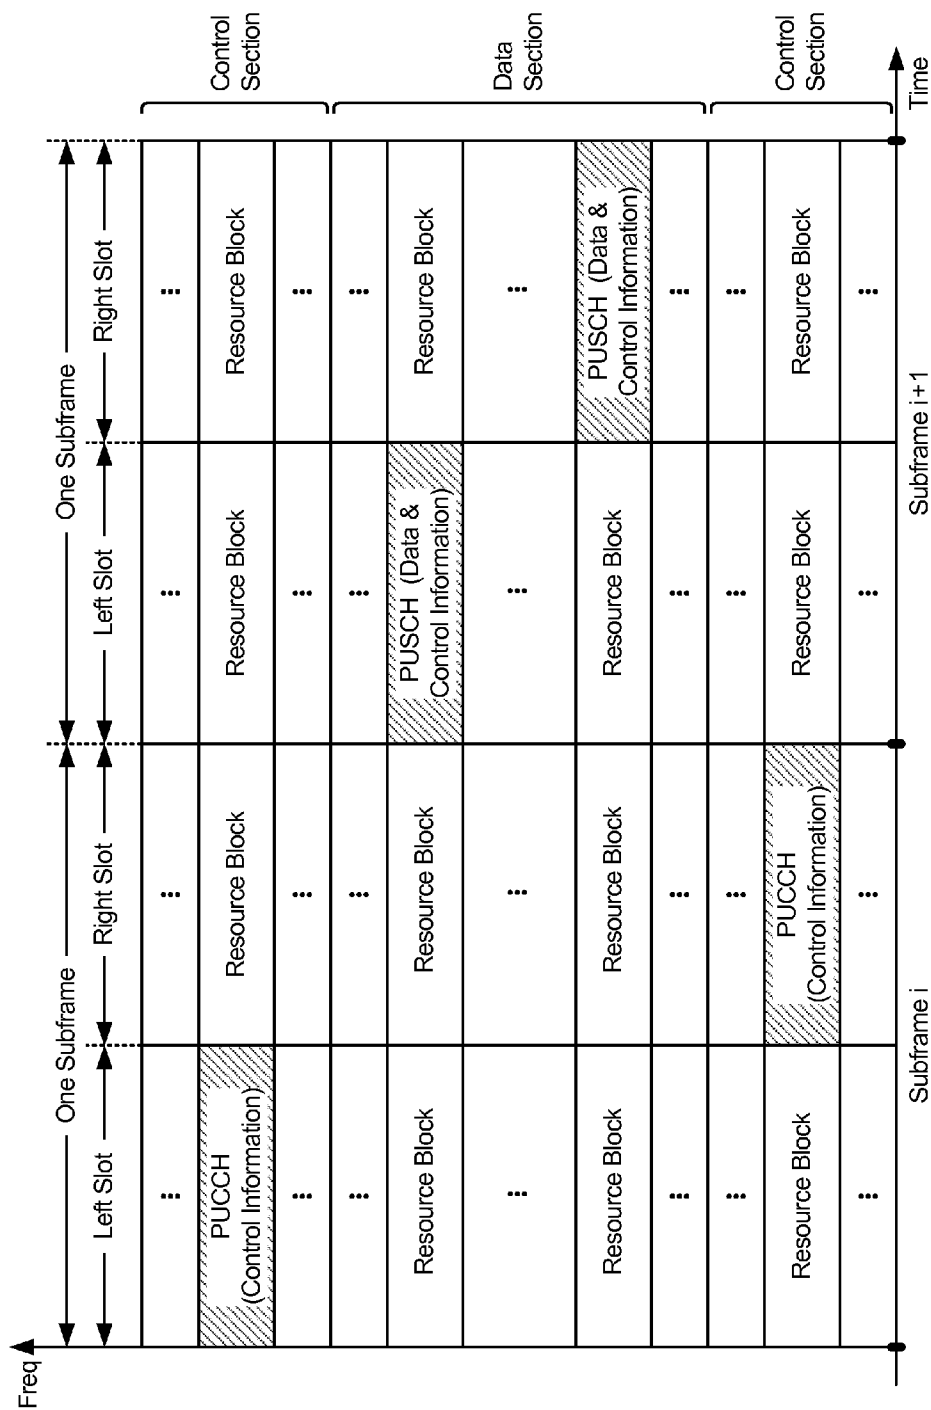 Freq
One Subframe
One Subframe
Left Slot
Right Slot
Left Slot
Right Slot
... ... ... ...
PUCCH
(Control Information)
Resource Block
Resource Block
Resource Block
Control
Section
... ... ... ...
... ... ... ...
Resource Block
Resource Block
PUSCH (Data &
Control Information)
Resource Block
... ... ... ...
Data
Section
Resource Block
Resource Block
Resource Block
PUSCH (Data &
Control Information)
... ... ... ...
... ... ... ...
Resource Block
PUCCH
(Control Information)
Resource Block
Resource Block
Control
Section
... ... ... ...
Subframe i
Subframe i+1
Time